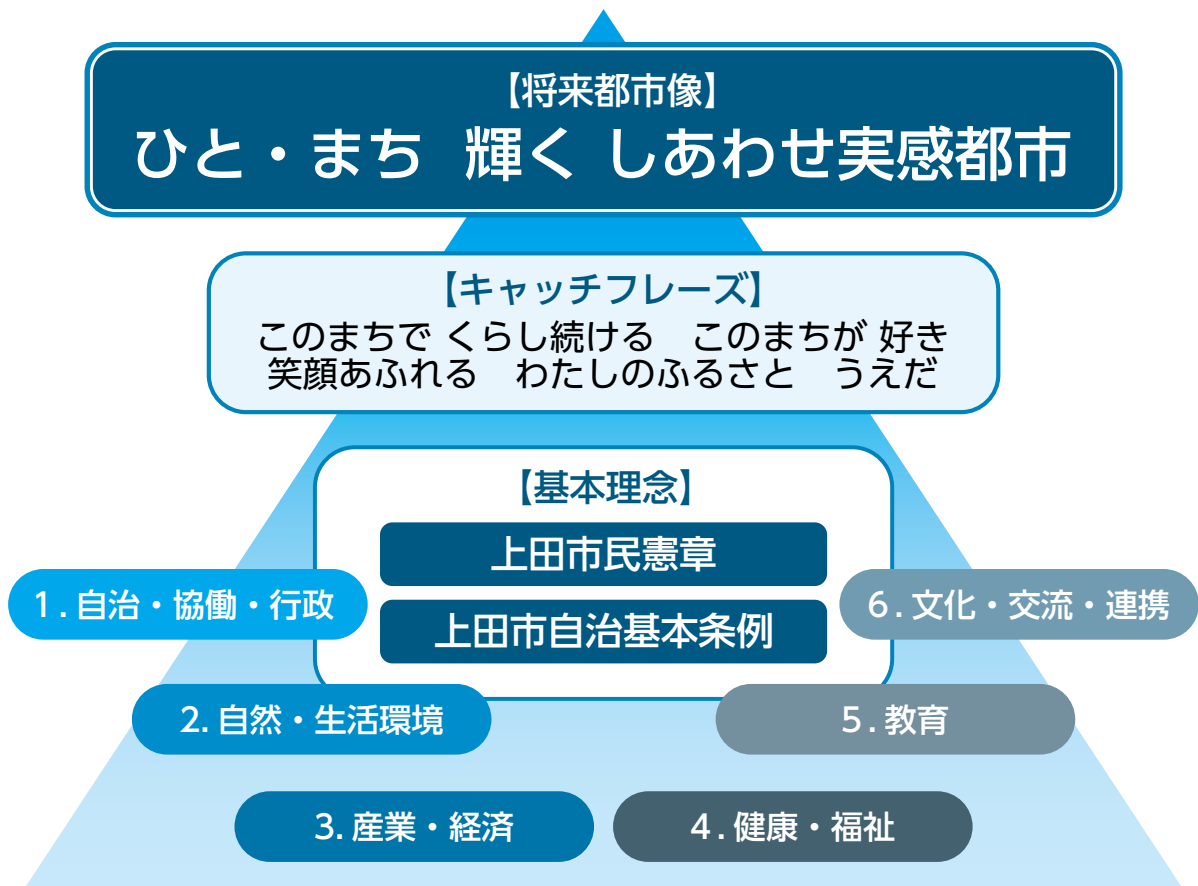 【将来都市像】
ひと・まち 輝く しあわせ実感都市
【キャッチフレーズ】
このまちで くらし続ける このまちが 好き
笑顔あふれる わたしのふるさと うえだ
【基本理念】
上田市民憲章
上田市自治基本条例
1.自治・協働・行政
2.自然・生活環境
3.産業・経済
4.健康・福祉
5.教育
6.文化・交流・連携